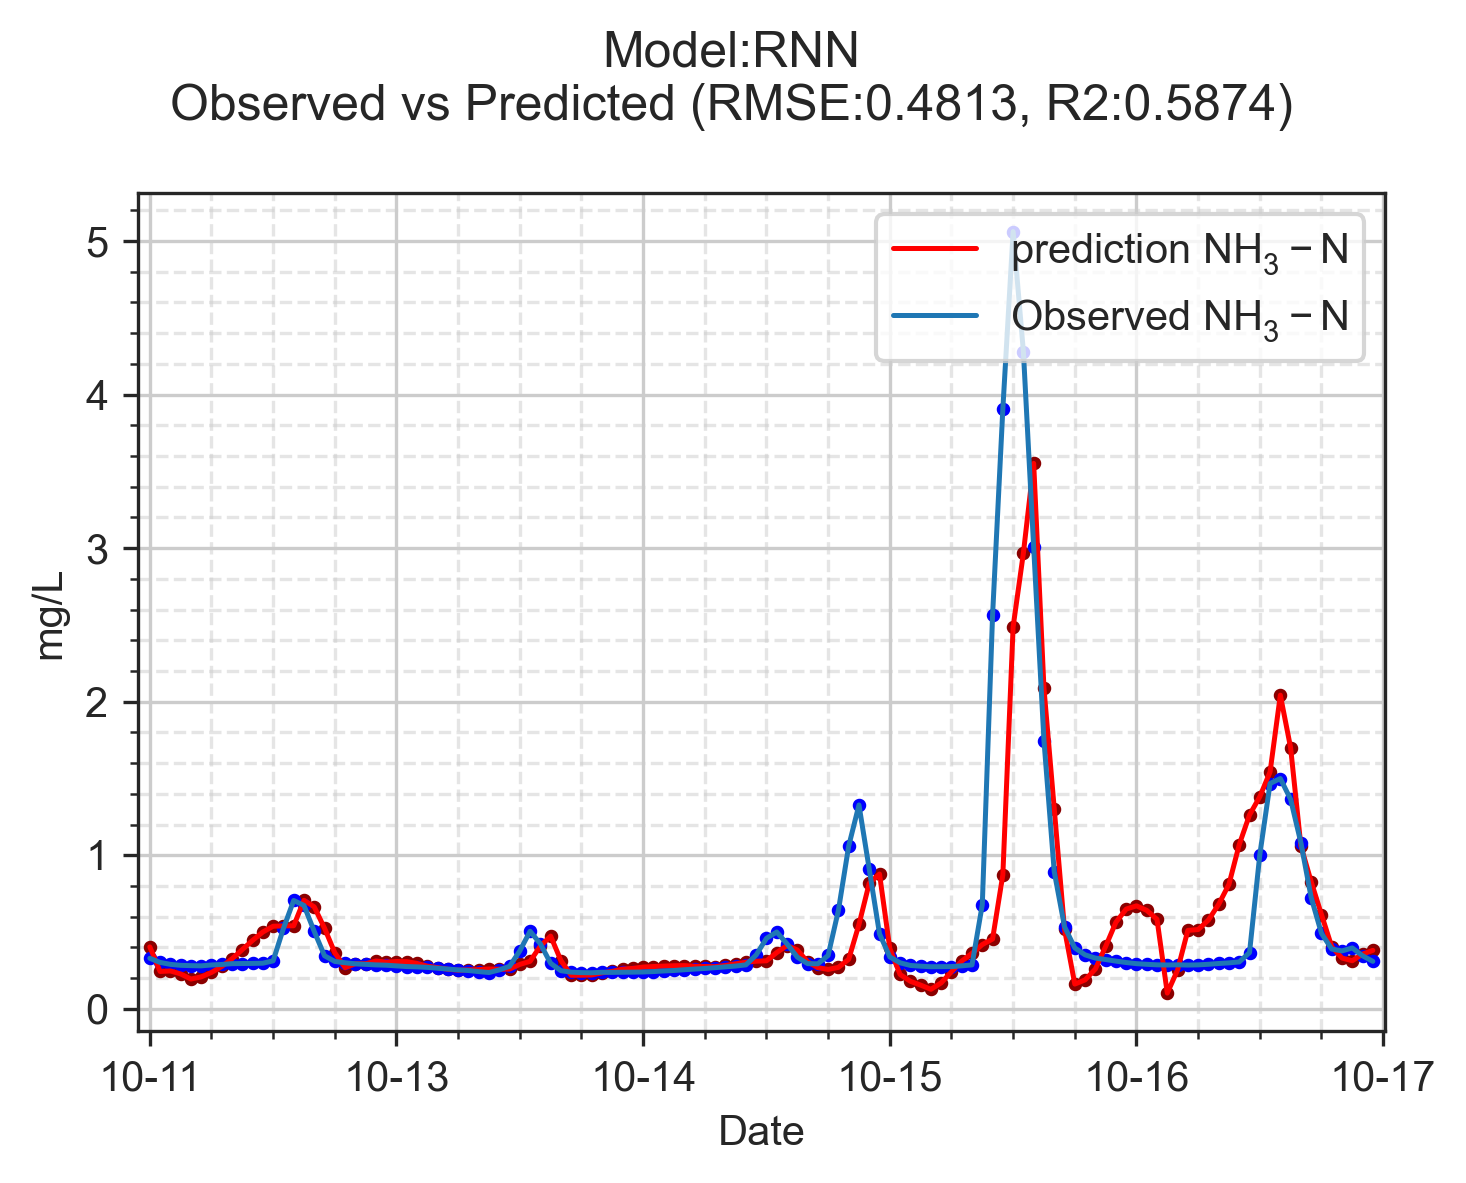 Model:RNN
Observed vs Predicted (RMSE:0.4813, R2:0.5874)
prediction NH₃ − N
Observed NH₃ − N
5
4
3
2
1
0
mg/L
10-11 10-13 10-14 10-15 10-16 10-17
Date